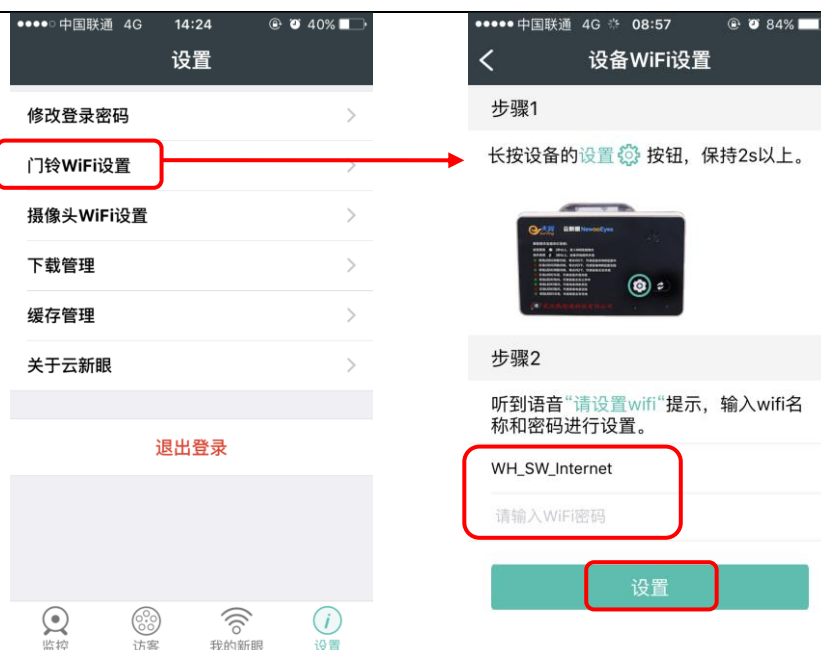 中国联通 4G 14:24 40%
设置
修改登录密码
门铃WiFi设置
摄像头WiFi设置
下载管理
缓存管理
关于云新眼
退出登录
监控 访客 我的新眼 设置
中国联通 4G 08:57 84%
设备WiFi设置
步骤1
长按设备的设置 按钮，保持2s以上。
云新眼 NewooEyes
步骤2
听到语音“请设置wifi“提示，输入wifi名
称和密码进行设置。
WH_SW_Internet
请输入WiFi密码
设置